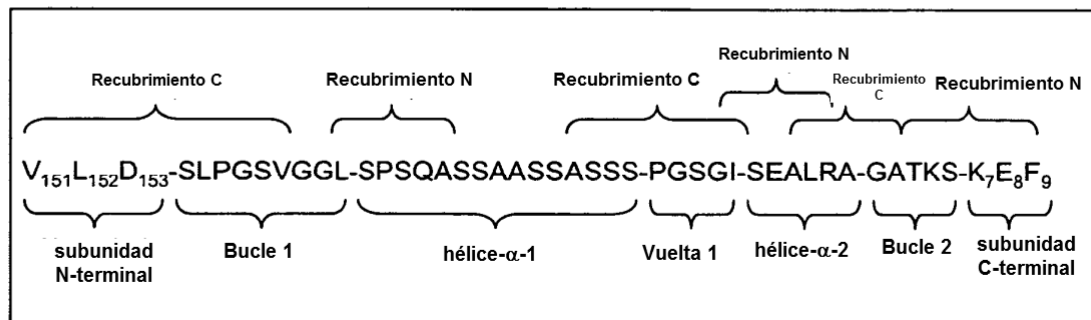 Recubrimiento N
Recubrimiento C Recubrimiento N Recubrimiento C Recubrimiento C Recubrimiento N
V₁₅₁L₁₅₂D₁₅₃-SLPGSVGGL-SPSQASSAASSASSS-PGSGI-SEALRA-GATKS-K₇E₈F₉
subunidad N-terminal Bucle 1 hélice-α-1 Vuelta 1 hélice-α-2 Bucle 2 subunidad C-terminal